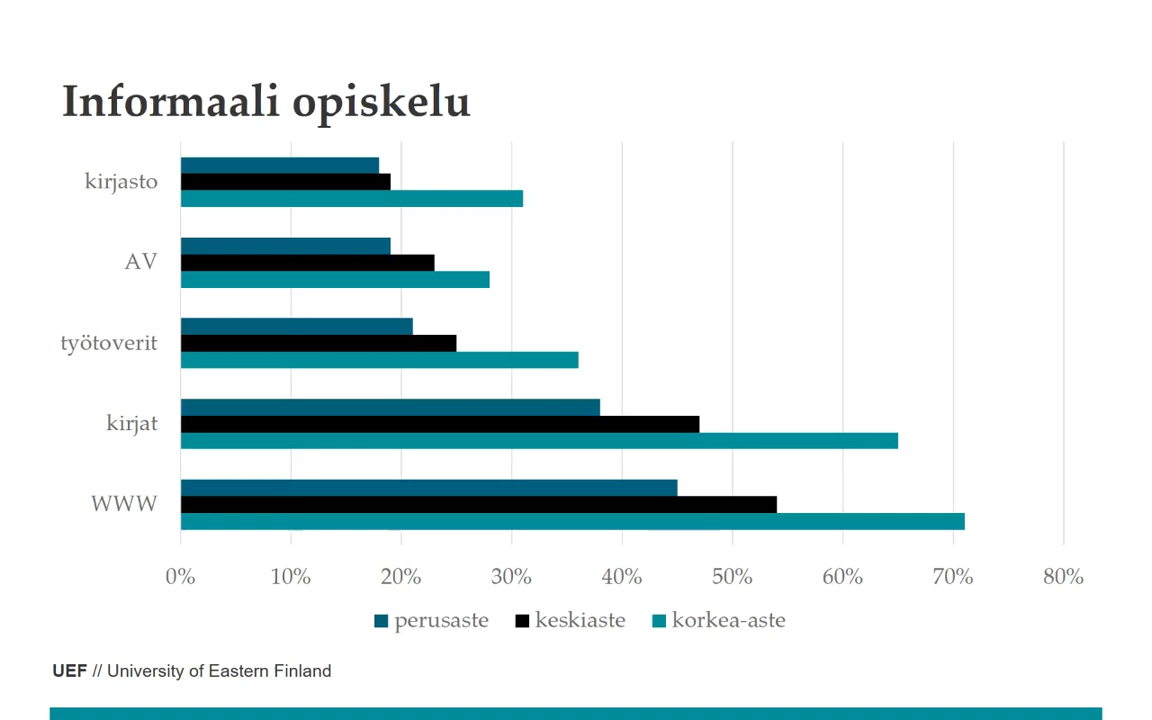 Informaali opiskelu
kirjasto
AV
työtoverit
kirjat
WWW
0% 10% 20% 30% 40% 50% 60% 70% 80%
perusaste keskiaste korkea-aste
UEF // University of Eastern Finland